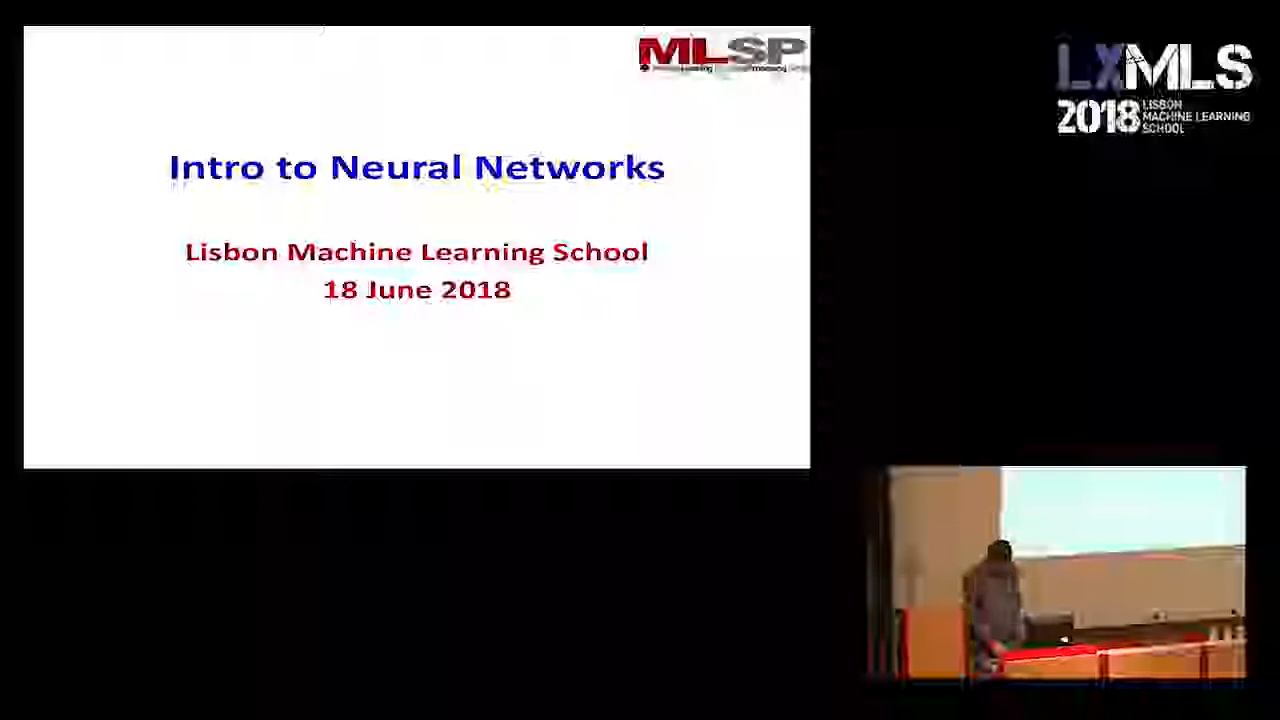 MLSP
Intro to Neural Networks
Lisbon Machine Learning School
18 June 2018
LXMLS
2018 LISBON
MACHINE LEARNING
SCHOOL